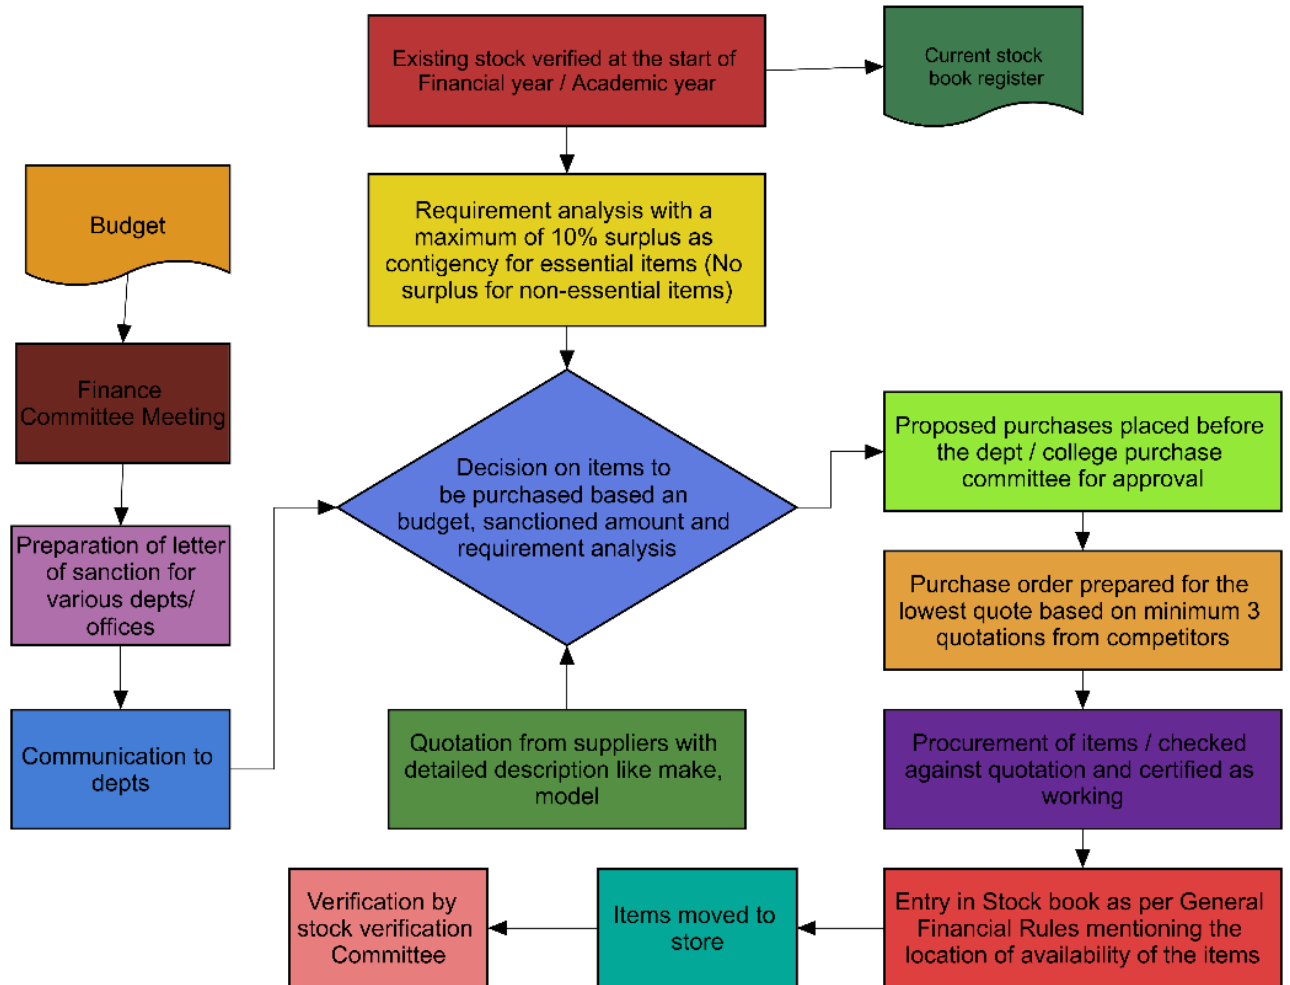 Existing stock verified at the start of
Financial year / Academic year
Current stock
book register
Budget
Requirement analysis with a
maximum of 10% surplus as
contigency for essential items (No
surplus for non-essential items)
Finance
Committee Meeting
Preparation of letter
of sanction for
various depts/
offices
Communication to
depts
Decision on items to
be purchased based an
budget, sanctioned amount and
requirement analysis
Quotation from suppliers with
detailed description like make,
model
Proposed purchases placed before
the dept / college purchase
committee for approval
Purchase order prepared for the
lowest quote based on minimum 3
quotations from competitors
Procurement of items / checked
against quotation and certified as
working
Entry in Stock book as per General
Financial Rules mentioning the
location of availability of the items
Items moved to
store
Verification by
stock verification
Committee